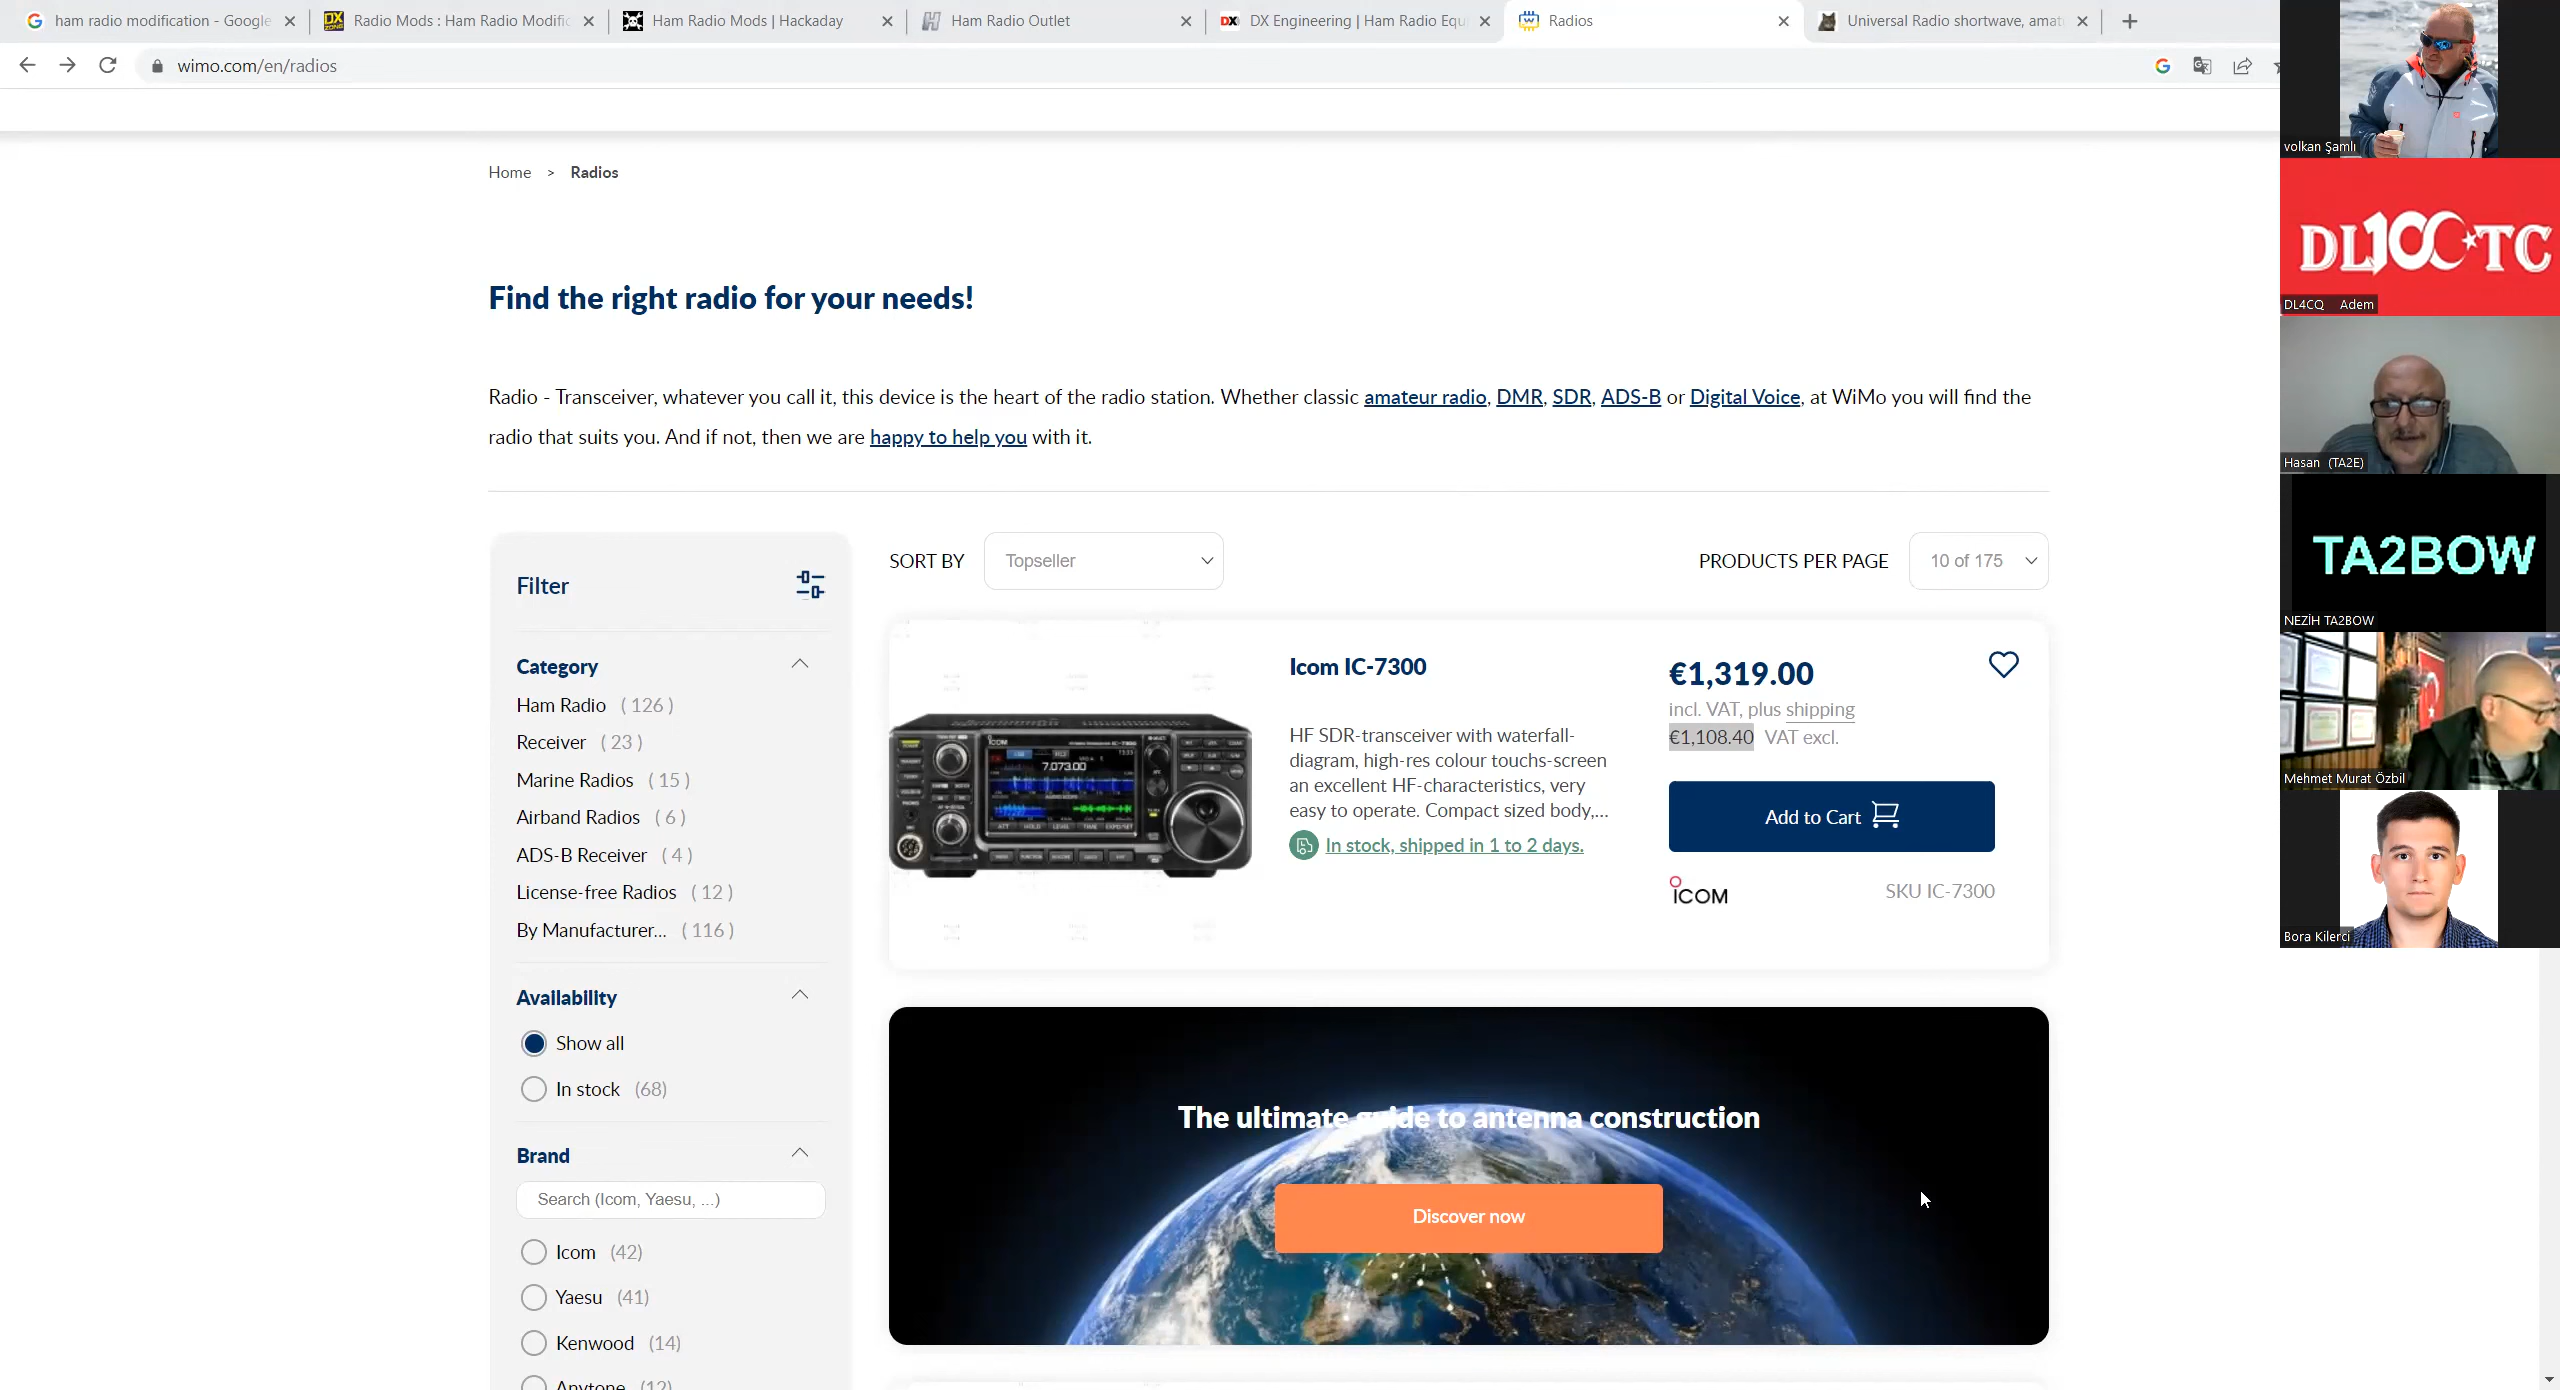 ham radio modification - Google
Radio Mods : Ham Radio Modific
Ham Radio Mods | Hackaday
Ham Radio Outlet
DX Engineering | Ham Radio Equ
Radios
Universal Radio shortwave, amat
wimo.com/en/radios
Home > Radios
Find the right radio for your needs!
Radio - Transceiver, whatever you call it, this device is the heart of the radio station. Whether classic amateur radio, DMR, SDR, ADS-B or Digital Voice, at WiMo you will find the
radio that suits you. And if not, then we are happy to help you with it.
Filter
Category
Ham Radio ( 126 )
Receiver ( 23 )
Marine Radios ( 15 )
Airband Radios ( 6 )
ADS-B Receiver ( 4 )
License-free Radios ( 12 )
By Manufacturer... ( 116 )
Availability
Show all
In stock (68)
Brand
Search (Icom, Yaesu, ...)
Icom (42)
Yaesu (41)
Kenwood (14)
Anytone (12)
SORT BY Topseller
PRODUCTS PER PAGE 10 of 175
Icom IC-7300
HF SDR-transceiver with waterfall-
diagram, high-res colour touchs-screen
an excellent HF-characteristics, very
easy to operate. Compact sized body,...
In stock, shipped in 1 to 2 days.
€1,319.00
incl. VAT, plus shipping
€1,108.40 VAT excl.
Add to Cart
ICOM
SKU IC-7300
ICOM
7.073.00
The ultimate guide to antenna construction
Discover now
volkan Şamlı
DL100TC
DL4CQ Adem
Hasan (TA2E)
TA2BOW
NEZİH TA2BOW
Mehmet Murat Özbil
Bora Kilerci